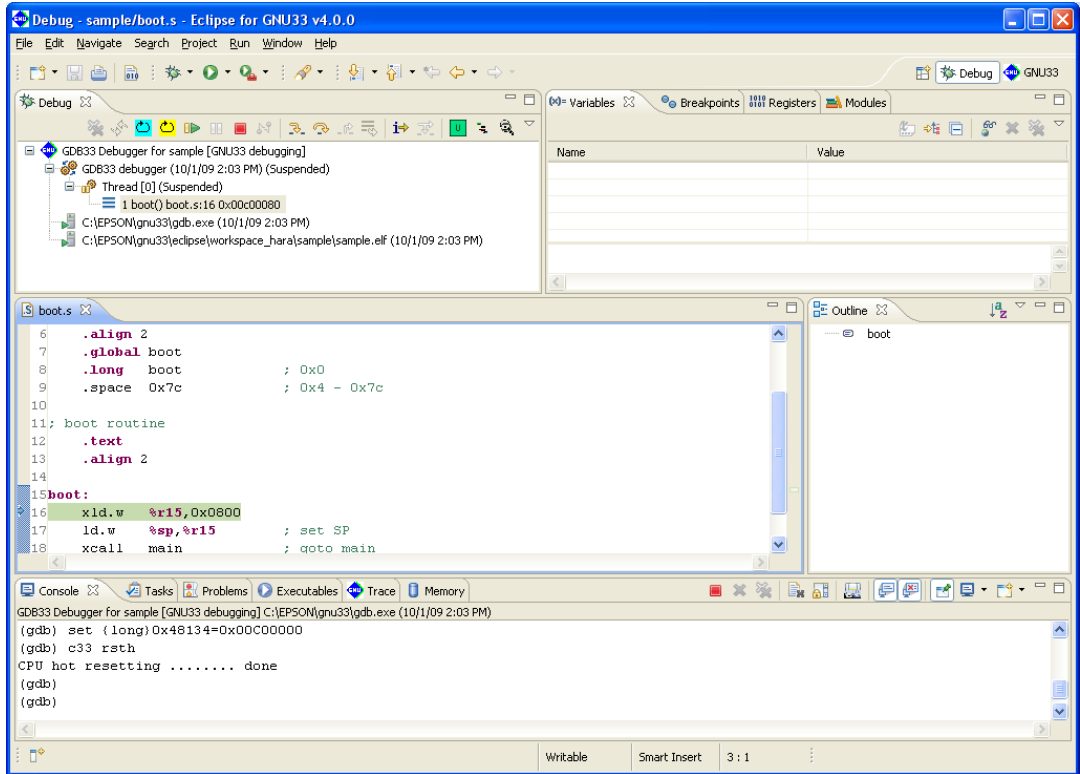 Debug - sample/boot.s - Eclipse for GNU33 v4.0.0
File Edit Navigate Search Project Run Window Help
Debug GNU33
Debug
Variables Breakpoints Registers Modules
GDB33 Debugger for sample [GNU33 debugging]
GDB33 debugger (10/1/09 2:03 PM) (Suspended)
Thread [0] (Suspended)
1 boot() boot.s:16 0x00c00080
C:\EPSON\gnu33\gdb.exe (10/1/09 2:03 PM)
C:\EPSON\gnu33\eclipse\workspace_hara\sample\sample.elf (10/1/09 2:03 PM)
Name Value
boot.s
6 .align 2
7 .global boot
8 .long boot ; 0x0
9 .space 0x7c ; 0x4 - 0x7c
10
11 ; boot routine
12 .text
13 .align 2
14
15 boot:
16 xld.w %r15,0x0800
17 ld.w %sp,%r15 ; set SP
18 xcall main ; goto main
Outline
boot
Console Tasks Problems Executables Trace Memory
GDB33 Debugger for sample [GNU33 debugging] C:\EPSON\gnu33\gdb.exe (10/1/09 2:03 PM)
(gdb) set {long}0x48134=0x00C00000
(gdb) c33 rsth
CPU hot resetting ........ done
(gdb)
(gdb)
Writable Smart Insert 3 : 1